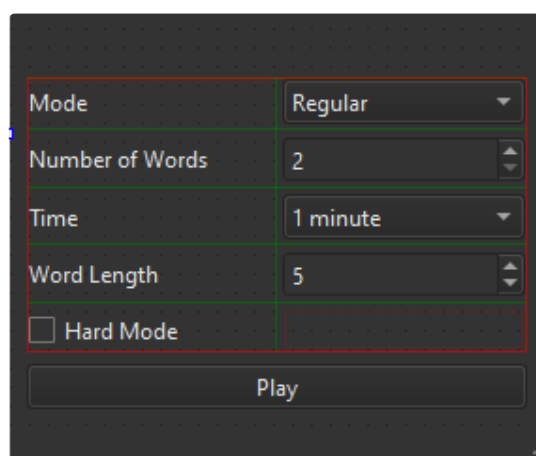 Mode Regular
Number of Words 2
Time 1 minute
Word Length 5
Hard Mode
Play